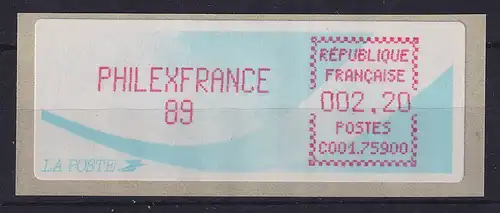 PHILEXFRANCE
89
RÉPUBLIQUE
FRANÇAISE
002,20
POSTES
C001.75900
LA POSTE